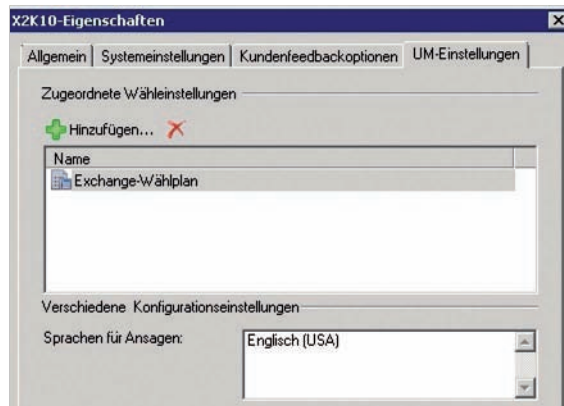 X2K10-Eigenschaften
Allgemein Systemeinstellungen Kundenfeedbackoptionen UM-Einstellungen
Zugeordnete Wähleinstellungen
Hinzufügen...
Name
Exchange-Wählplan
Verschiedene Konfigurationseinstellungen
Sprachen für Ansagen: Englisch (USA)